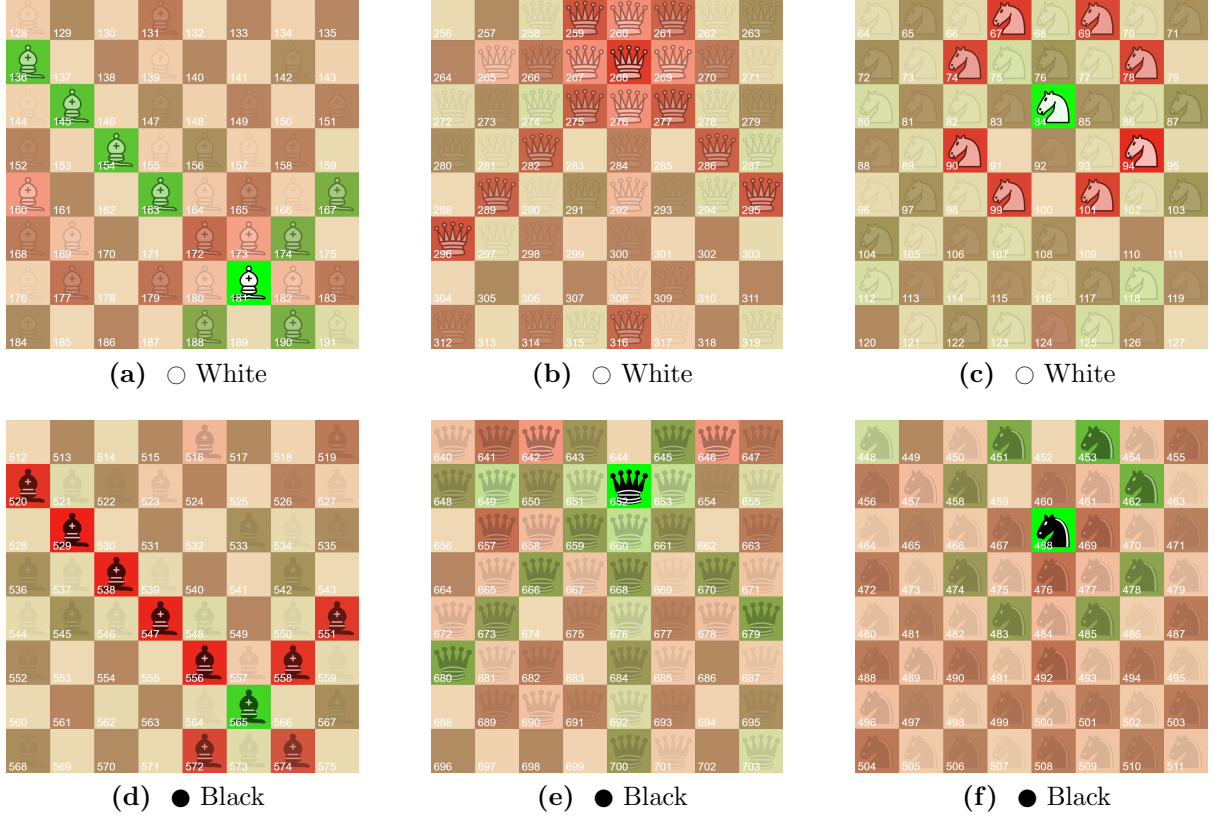 128 129 130 131 132 133 134 135
256 257 258 259 260 261 262 263
64 65 66 67 68 69 70 71
136 137 138 139 140 141 142 143
264 265 266 267 268 269 270 271
72 73 74 75 76 77 78 79
144 145 146 147 148 149 150 151
272 273 274 275 276 277 278 279
80 81 82 83 84 85 86 87
152 153 154 155 156 157 158 159
280 281 282 283 284 285 286 287
88 89 90 91 92 93 94 95
160 161 162 163 164 165 166 167
288 289 290 291 292 293 294 295
96 97 98 99 100 101 102 103
168 169 170 171 172 173 174 175
296 297 298 299 300 301 302 303
104 105 106 107 108 109 110 111
176 177 178 179 180 181 182 183
304 305 306 307 308 309 310 311
112 113 114 115 116 117 118 119
184 185 186 187 188 189 190 191
312 313 314 315 316 317 318 319
120 121 122 123 124 125 126 127
(a) ○ White
(b) ○ White
(c) ○ White
512 513 514 515 516 517 518 519
640 641 642 643 644 645 646 647
448 449 450 451 452 453 454 455
520 521 522 523 524 525 526 527
648 649 650 651 652 653 654 655
456 457 458 459 460 461 462 463
528 529 530 531 532 533 534 535
656 657 658 659 660 661 662 663
464 465 466 467 468 469 470 471
536 537 538 539 540 541 542 543
664 665 666 667 668 669 670 671
472 473 474 475 476 477 478 479
544 545 546 547 548 549 550 551
672 673 674 675 676 677 678 679
480 481 482 483 484 485 486 487
552 553 554 555 556 557 558 559
680 681 682 683 684 685 686 687
488 489 490 491 492 493 494 495
560 561 562 563 564 565 566 567
688 689 690 691 692 693 694 695
496 497 498 499 500 501 502 503
568 569 570 571 572 573 574 575
696 697 698 699 700 701 702 703
504 505 506 507 508 509 510 511
(d) ● Black
(e) ● Black
(f) ● Black